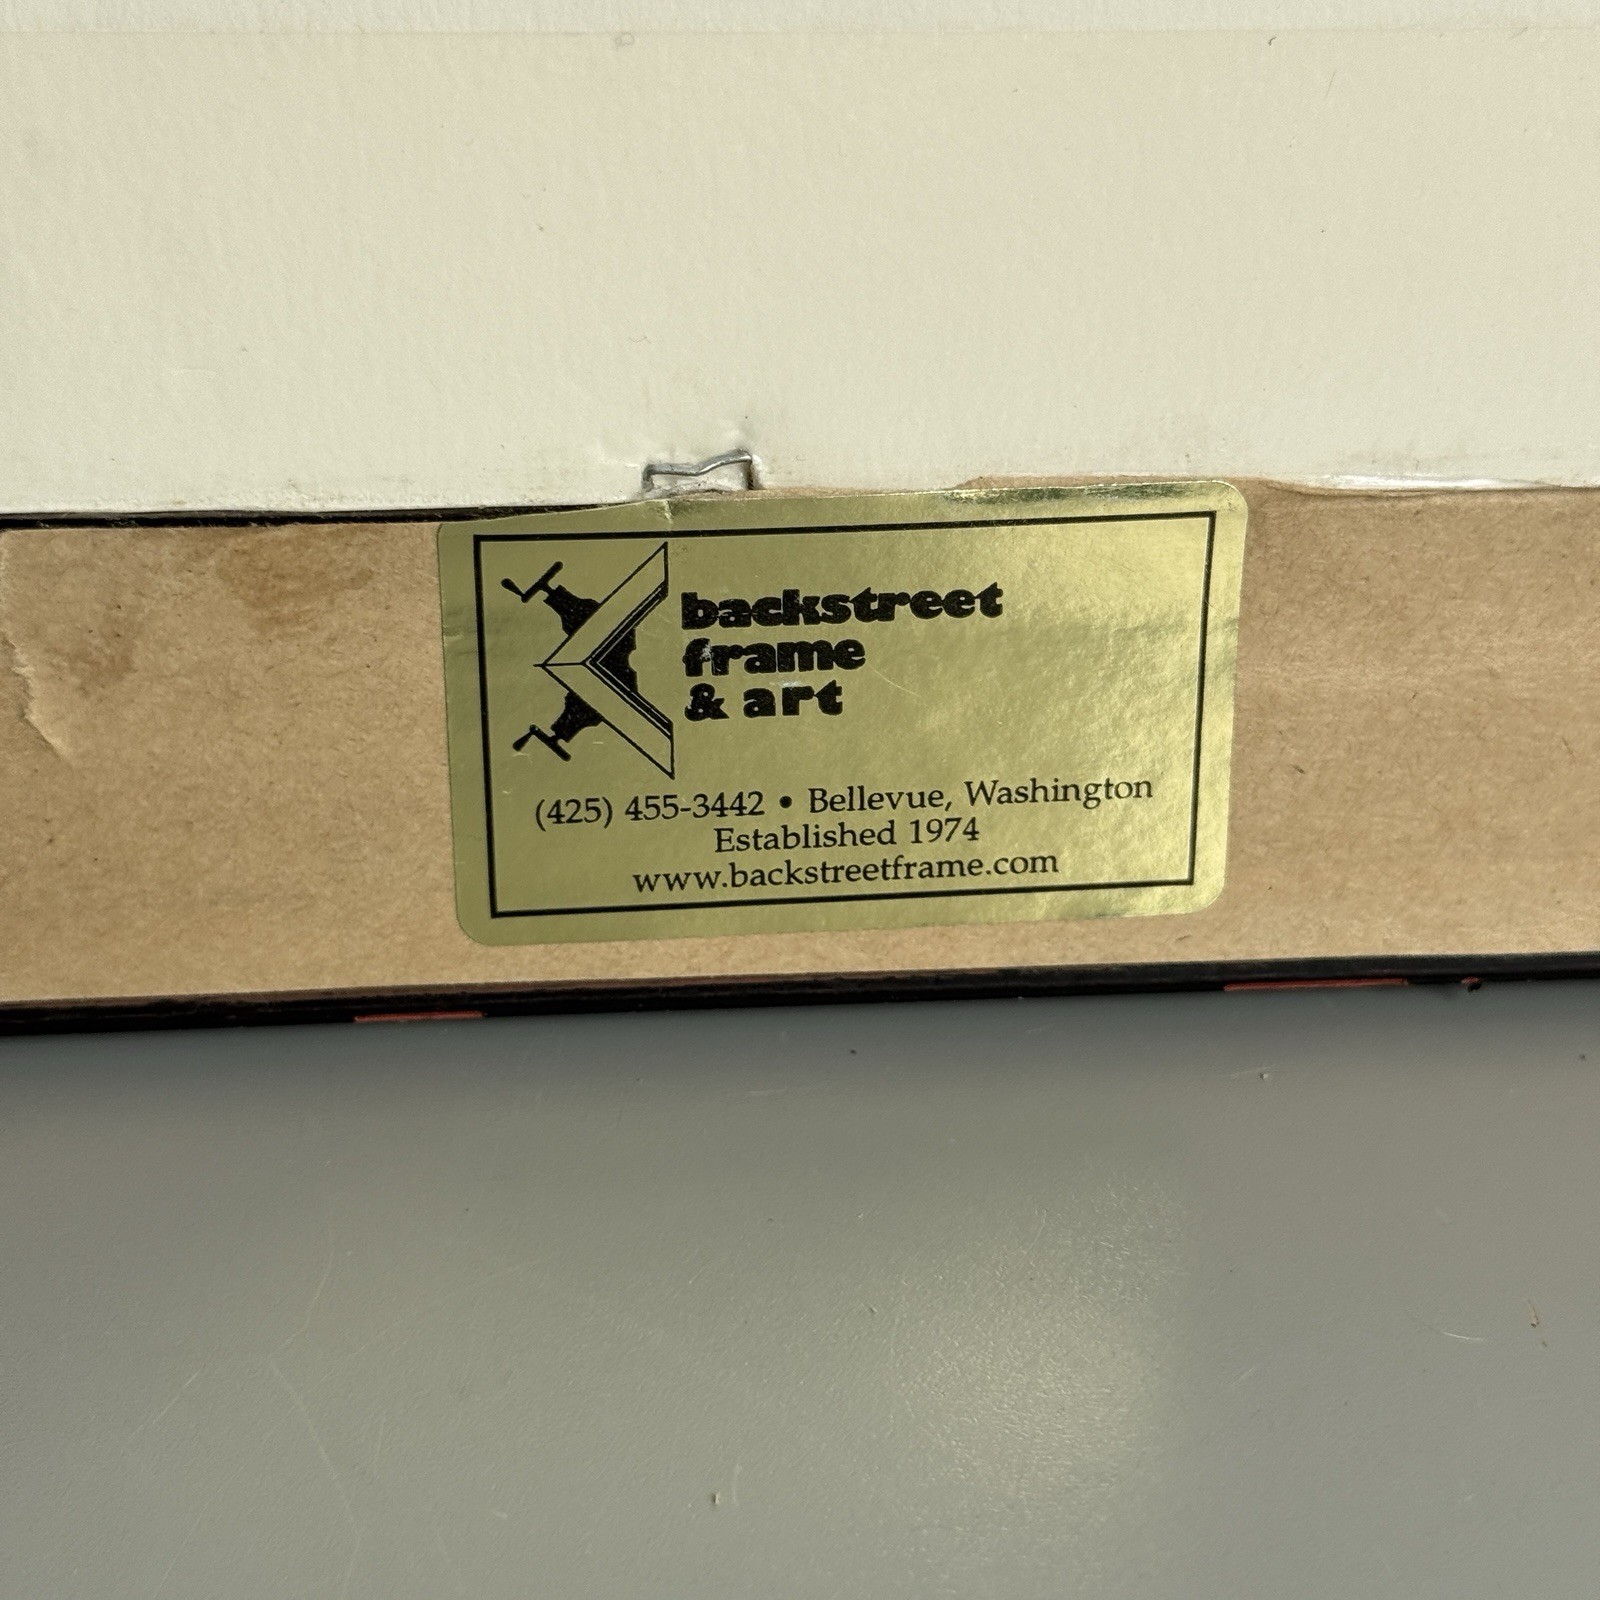 backstreet
frame
& art
(425) 455-3442 • Bellevue, Washington
Established 1974
www.backstreetframe.com